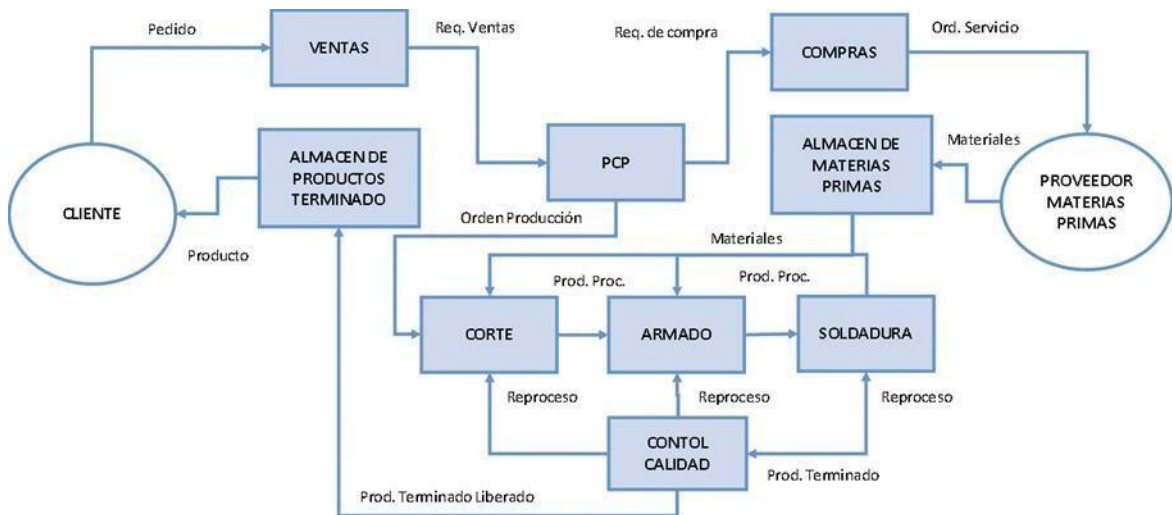 Pedido
VENTAS
Req. Ventas
Req. de compra
COMPRAS
Ord. Servicio
ALMACEN DE
PRODUCTOS
TERMINADO
PCP
ALMACEN DE
MATERIAS
PRIMAS
Materiales
CLIENTE
PROVEEDOR
MATERIAS
PRIMAS
Producto
Orden Producción
Materiales
Prod. Proc.
Prod. Proc.
CORTE
ARMADO
SOLDADURA
Reproceso
Reproceso
Reproceso
CONTOL
CALIDAD
Prod. Terminado
Prod. Terminado Liberado